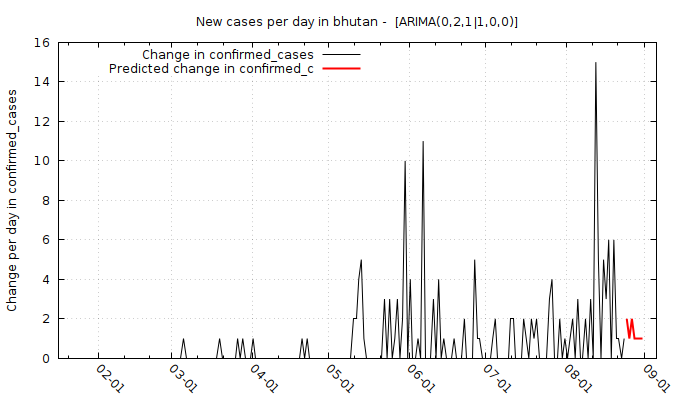 New cases per day in bhutan - [ARIMA(0,2,1|1,0,0)]
Change in confirmed_cases
Predicted change in confirmed_c
Change per day in confirmed_cases
16
14
12
10
8
6
4
2
0
02-01 03-01 04-01 05-01 06-01 07-01 08-01 09-01